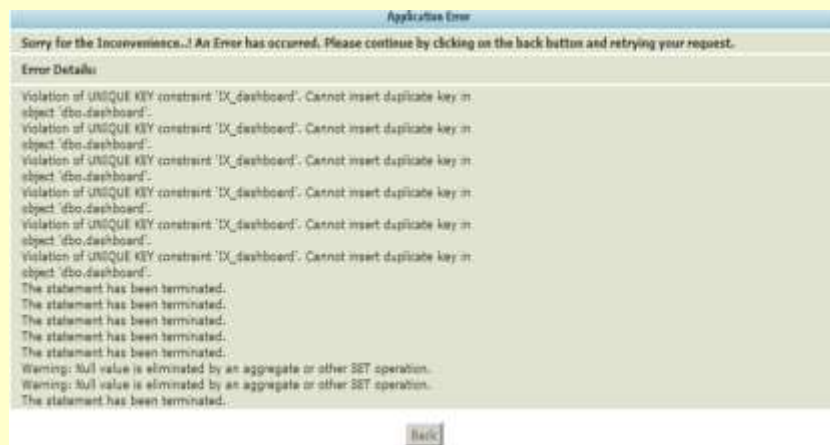 Application Error
Sorry for the Inconvenience..! An Error has occurred. Please continue by clicking on the back button and retrying your request.
Error Details:
Violation of UNIQUE KEY constraint 'IX_dashboard'. Cannot insert duplicate key in
object 'dbo.dashboard'.
Violation of UNIQUE KEY constraint 'IX_dashboard'. Cannot insert duplicate key in
object 'dbo.dashboard'.
Violation of UNIQUE KEY constraint 'IX_dashboard'. Cannot insert duplicate key in
object 'dbo.dashboard'.
Violation of UNIQUE KEY constraint 'IX_dashboard'. Cannot insert duplicate key in
object 'dbo.dashboard'.
Violation of UNIQUE KEY constraint 'IX_dashboard'. Cannot insert duplicate key in
object 'dbo.dashboard'.
Violation of UNIQUE KEY constraint 'IX_dashboard'. Cannot insert duplicate key in
object 'dbo.dashboard'.
The statement has been terminated.
The statement has been terminated.
The statement has been terminated.
The statement has been terminated.
The statement has been terminated.
Warning: Null value is eliminated by an aggregate or other SET operation.
Warning: Null value is eliminated by an aggregate or other SET operation.
The statement has been terminated.
Back